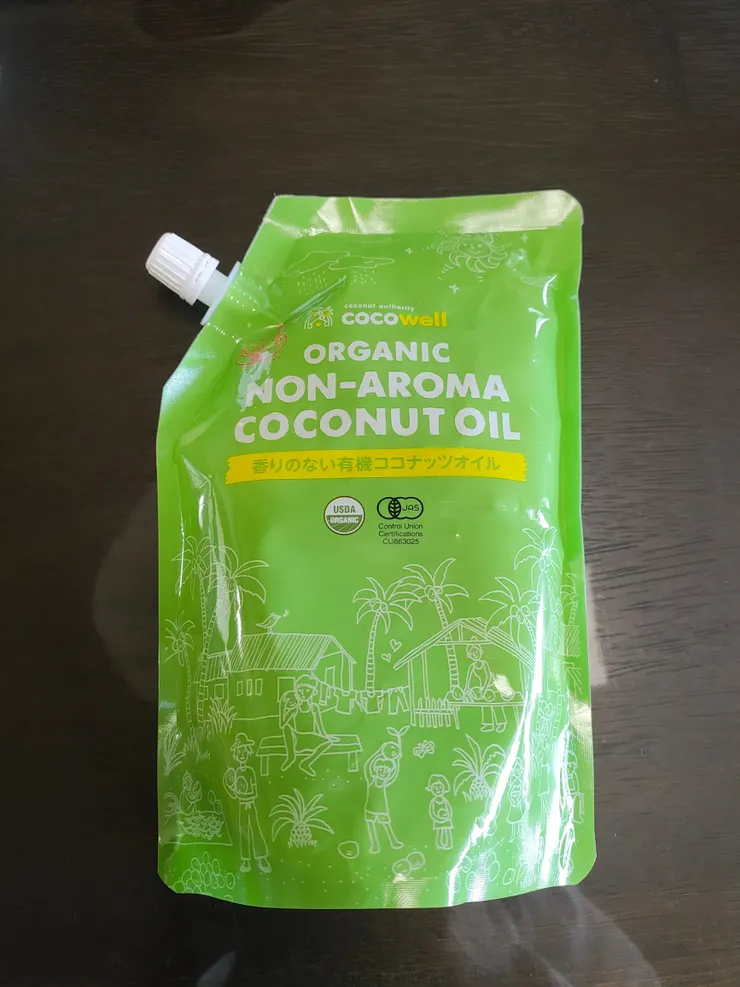 coconut authority
cocowell
ORGANIC
NON-AROMA
COCONUT OIL
香りのない有機ココナッツオイル
USDA
ORGANIC
JAS
Control Union
Certifications
CU863025